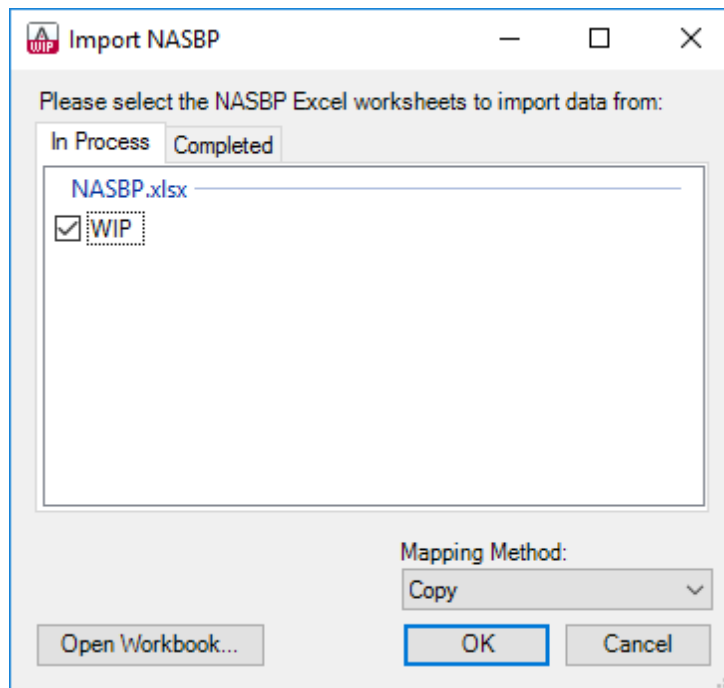 A
WIP
Import NASBP
Please select the NASBP Excel worksheets to import data from:
In Process
Completed
NASBP.xlsx
WIP
Mapping Method:
Copy
Open Workbook...
OK
Cancel